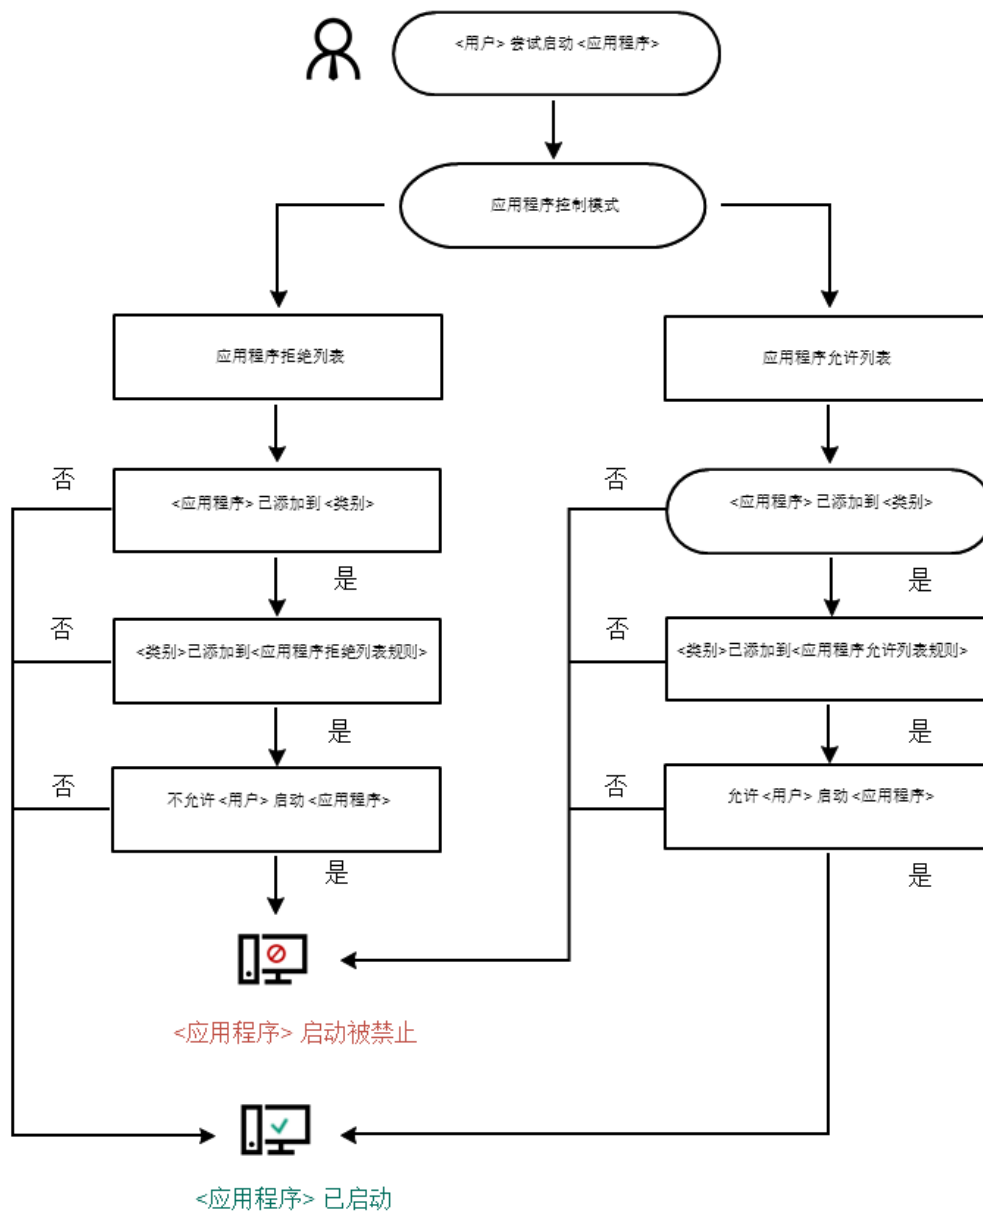 <用户> 尝试启动 <应用程序>
应用程序控制模式
应用程序拒绝列表
应用程序允许列表
否
<应用程序> 已添加到 <类别>
否
<应用程序> 已添加到 <类别>
是
是
否
<类别>已添加到<应用程序拒绝列表规则>
否
<类别>已添加到<应用程序允许列表规则>
是
是
否
不允许 <用户> 启动 <应用程序>
否
允许 <用户> 启动 <应用程序>
是
是
<应用程序> 启动被禁止
<应用程序> 已启动